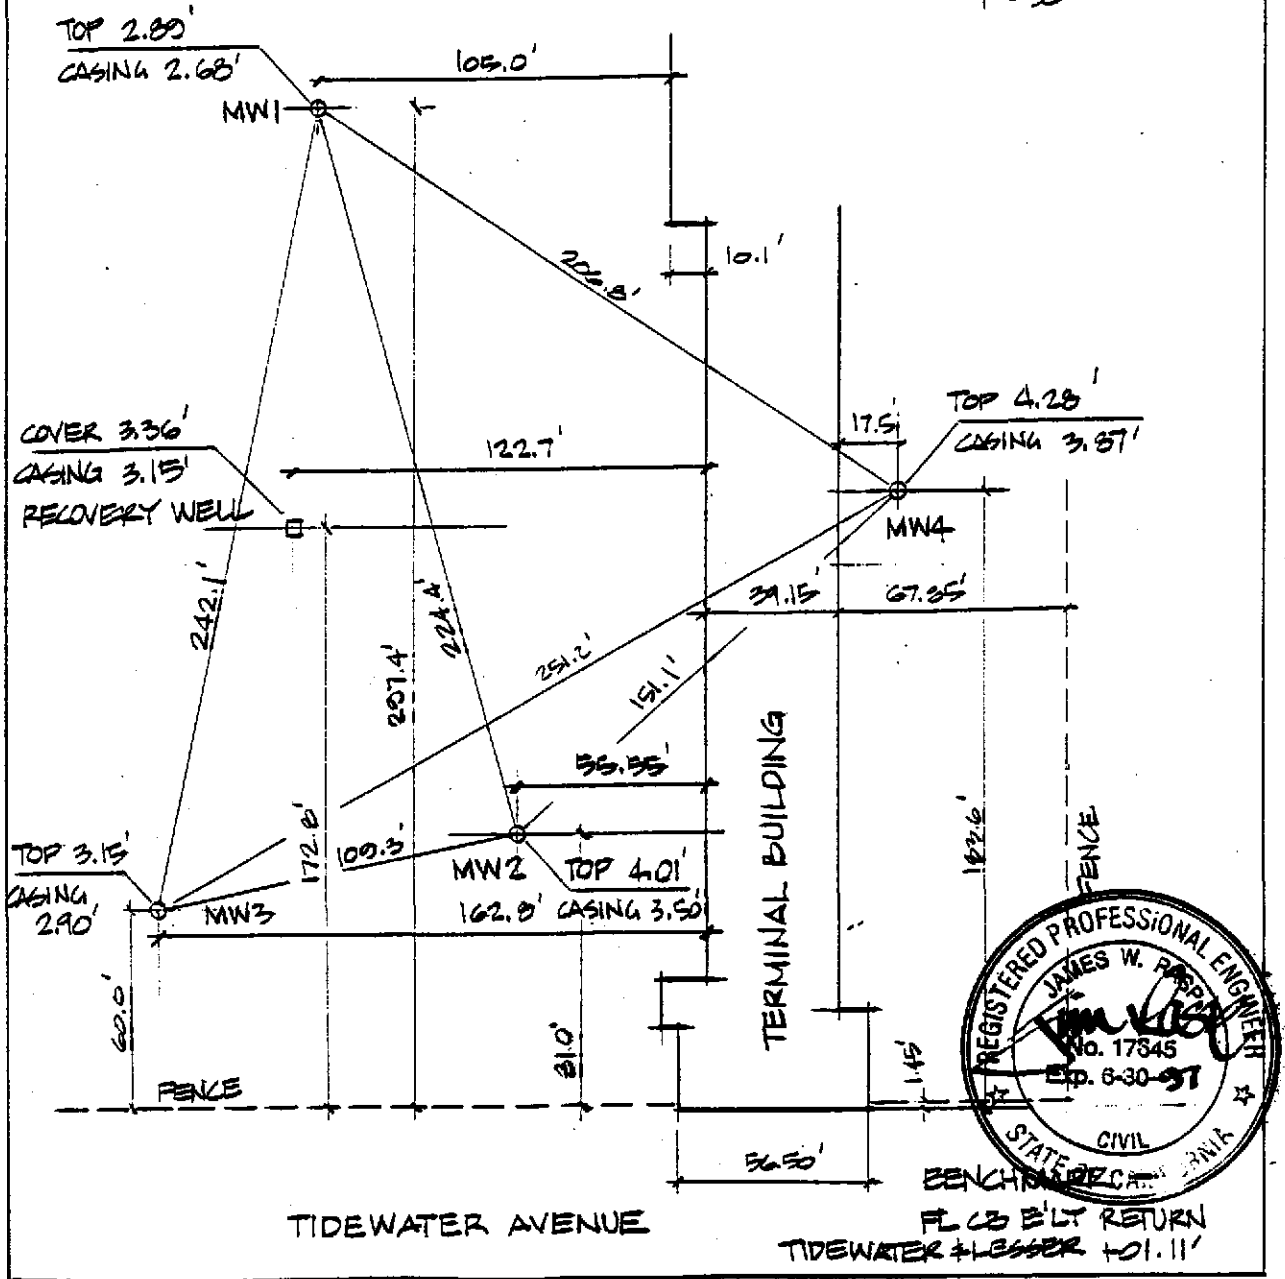 TOP 2.89'
CASING 2.68'
MW1
105.0'
10.1'
206.8'
TOP 4.28'
CASING 3.87'
17.5'
MW4
COVER 3.36'
CASING 3.15'
RECOVERY WELL
122.7'
242.1'
224.4'
297.4'
251.2'
151.1'
39.15'
67.35'
55.55'
TERMINAL BUILDING
183.6'
FENCE
TOP 3.15'
CASING
2.90'
MW3
172.8'
109.3'
MW2
TOP 4.01'
CASING 3.50'
162.8'
60.0'
81.0'
1.45'
FENCE
56.50'
REGISTERED PROFESSIONAL ENGINEER
JAMES W.
No. 17845
Exp. 6-30-97
CIVIL
STATE OF CALIFORNIA
BENCHMARK
FL CB E'LY RETURN
TIDEWATER & LESSER +01.11'
TIDEWATER AVENUE